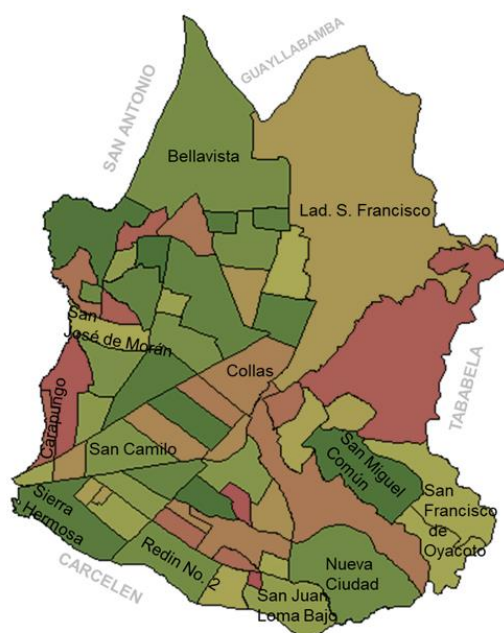 GUAYLLABAMBA
SAN ANTONIO
Bellavista
Lad. S. Francisco
San
José de Morán
Collas
TABABELA
Carapungo
San Camilo
San Miguel
Común
San
Francisco
de
Oyacoto
Sierra
Hermosa
Redin No. 2
Nueva
Ciudad
CARCELEN
San Juan
Loma Bajo